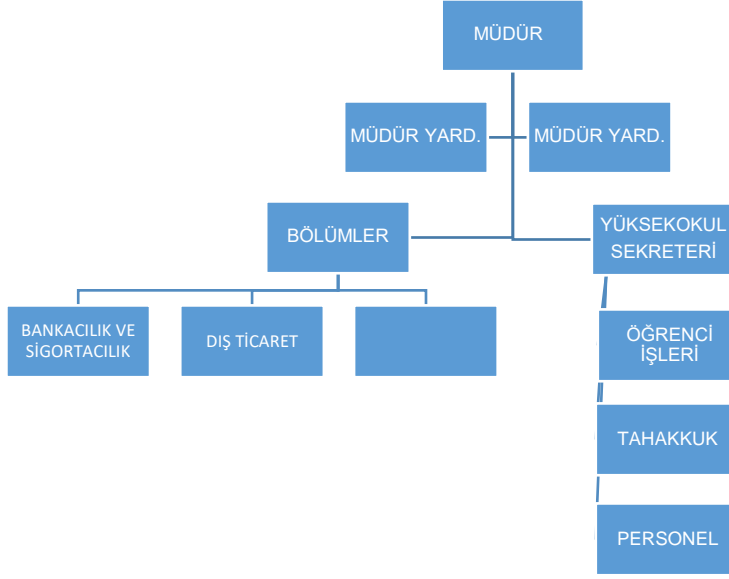 MÜDÜR
MÜDÜR YARD.
MÜDÜR YARD.
BÖLÜMLER
YÜKSEKOKUL
SEKRETERİ
BANKACILIK VE
SİGORTACILIK
DIŞ TİCARET
ÖĞRENCİ
İŞLERİ
TAHAKKUK
PERSONEL